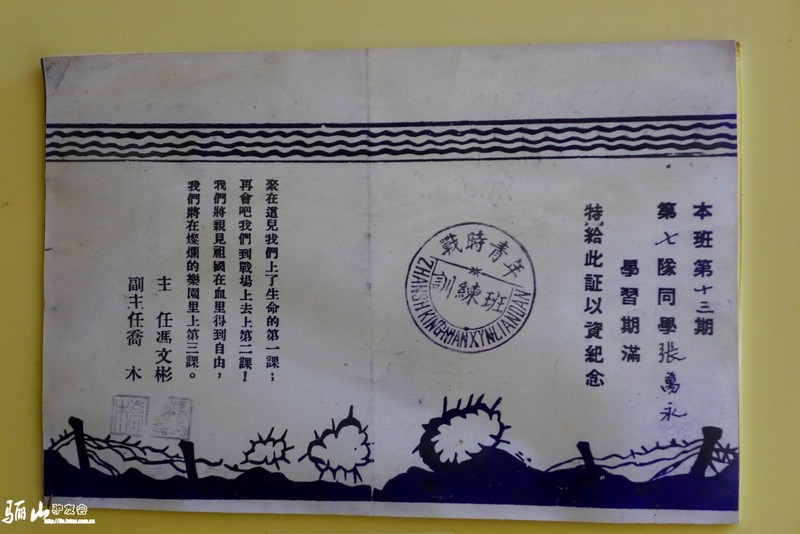 本班第十三期
第七隊同學張萬永
學習期滿
特給此証以資紀念
戰時青年
訓練班
聚在這兒我們上了生命的第一課；
再會吧我們到戰場上去上第二課！
我們將親見祖國在血里得到自由，
我們將在燦爛的樂園里上第三課。
主 任馮文彬
副主任喬 木
骊山驴友会